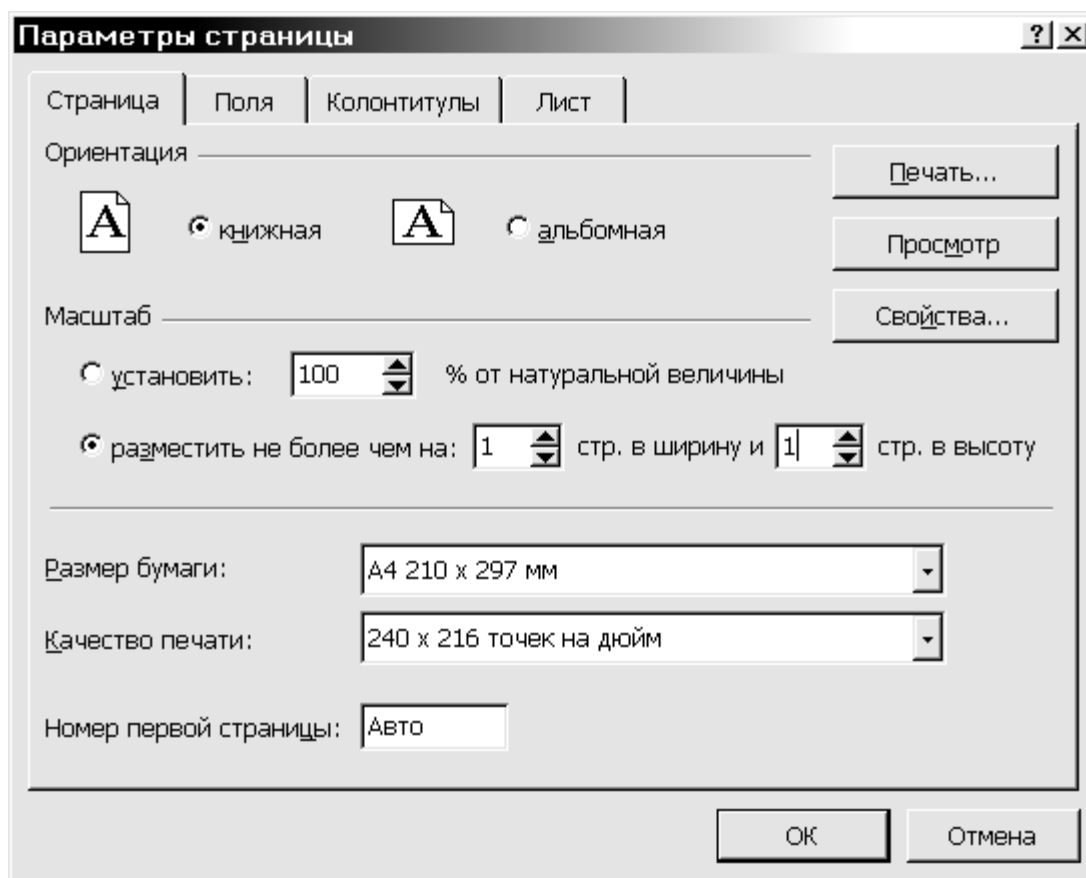 Параметры страницы
Страница Поля Колонтитулы Лист
Ориентация
Печать...
A книжная A альбомная
Просмотр
Масштаб
Свойства...
установить: 100 % от натуральной величины
разместить не более чем на: 1 стр. в ширину и 1 стр. в высоту
Размер бумаги: A4 210 x 297 мм
Качество печати: 240 x 216 точек на дюйм
Номер первой страницы: Авто
ОК Отмена